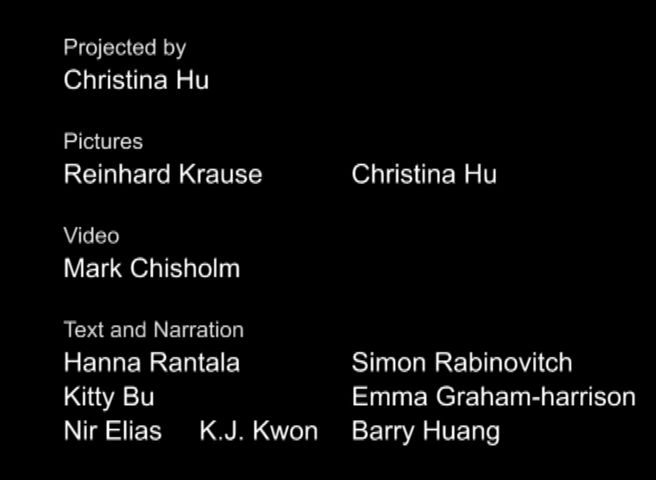 Projected by
Christina Hu
Pictures
Reinhard Krause Christina Hu
Video
Mark Chisholm
Text and Narration
Hanna Rantala Simon Rabinovitch
Kitty Bu Emma Graham-harrison
Nir Elias K.J. Kwon Barry Huang